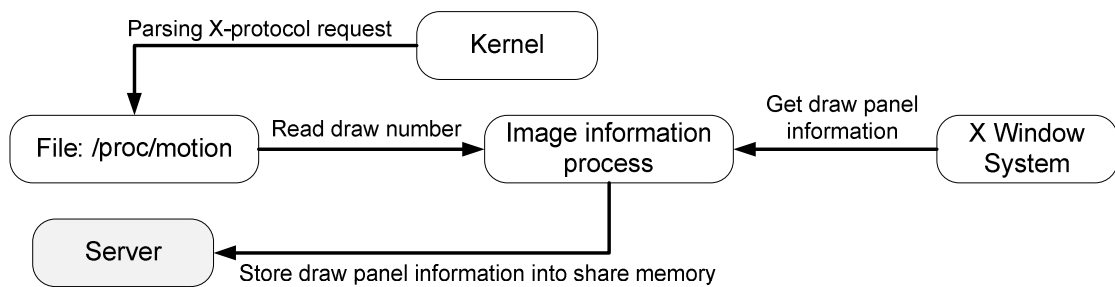 Parsing X-protocol request
Kernel
File: /proc/motion
Read draw number
Image information
process
Get draw panel
information
X Window
System
Server
Store draw panel information into share memory